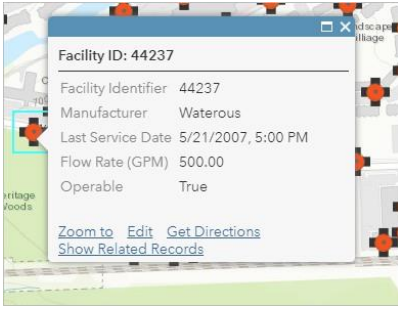 Facility ID: 44237
Facility Identifier 44237
Manufacturer Waterous
Last Service Date 5/21/2007, 5:00 PM
Flow Rate (GPM) 500.00
Operable True
Zoom to Edit Get Directions
Show Related Records
Woods